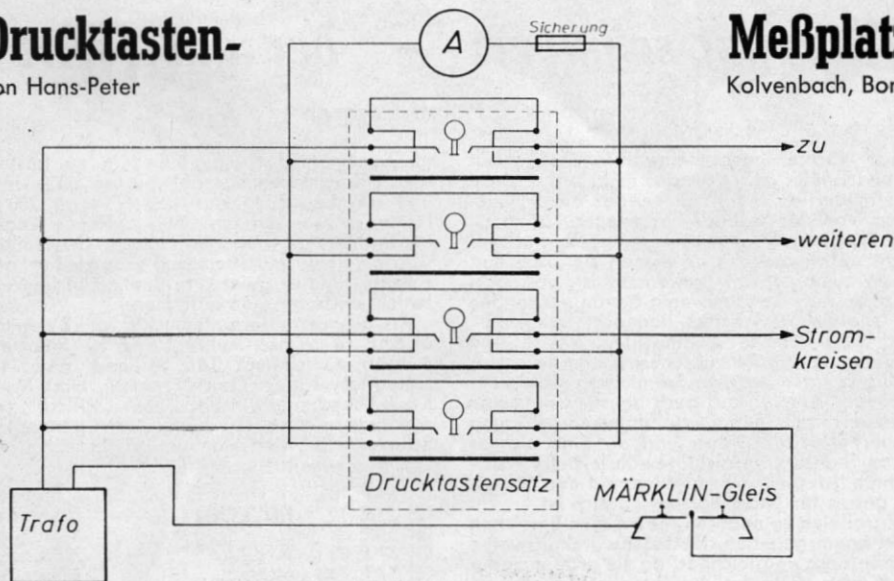 Drucktasten-
Meßplat
on Hans-Peter
Kolvenbach, Bon
A
Sicherung
zu
weiteren
Strom-
kreisen
Drucktastensatz
MÄRKLIN-Gleis
Trafo